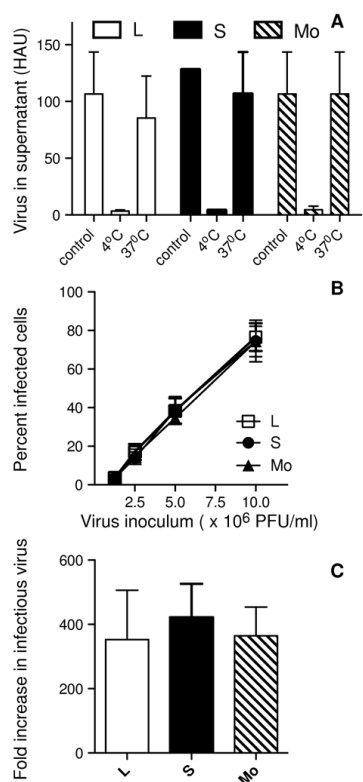 L S Mo A
Virus in supernatant (HAU)
150
100
50
0
control 4⁰C 37⁰C control 4⁰C 37⁰C control 4⁰C 37⁰C
B
Percent infected cells
100
80
60
40
20
0
L
S
Mo
2.5 5.0 7.5 10.0
Virus inoculum ( x 10⁶ PFU/ml)
C
Fold increase in infectious virus
600
400
200
0
L S Mo